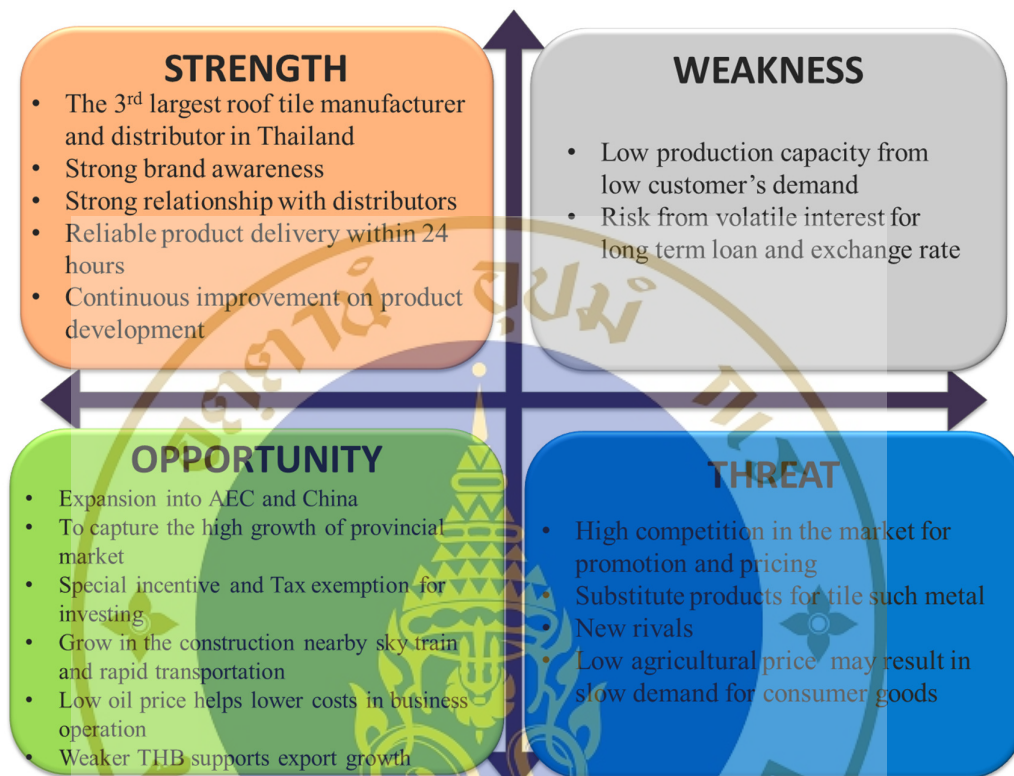 STRENGTH
• The 3rd largest roof tile manufacturer
and distributor in Thailand
• Strong brand awareness
• Strong relationship with distributors
• Reliable product delivery within 24
hours
• Continuous improvement on product
development
WEAKNESS
• Low production capacity from
low customer's demand
• Risk from volatile interest for
long term loan and exchange rate
OPPORTUNITY
• Expansion into AEC and China
• To capture the high growth of provincial
market
• Special incentive and Tax exemption for
investing
• Grow in the construction nearby sky train
and rapid transportation
• Low oil price helps lower costs in business
operation
• Weaker THB supports export growth
THREAT
• High competition in the market for
promotion and pricing
• Substitute products for tile such metal
• New rivals
• Low agricultural price may result in
slow demand for consumer goods